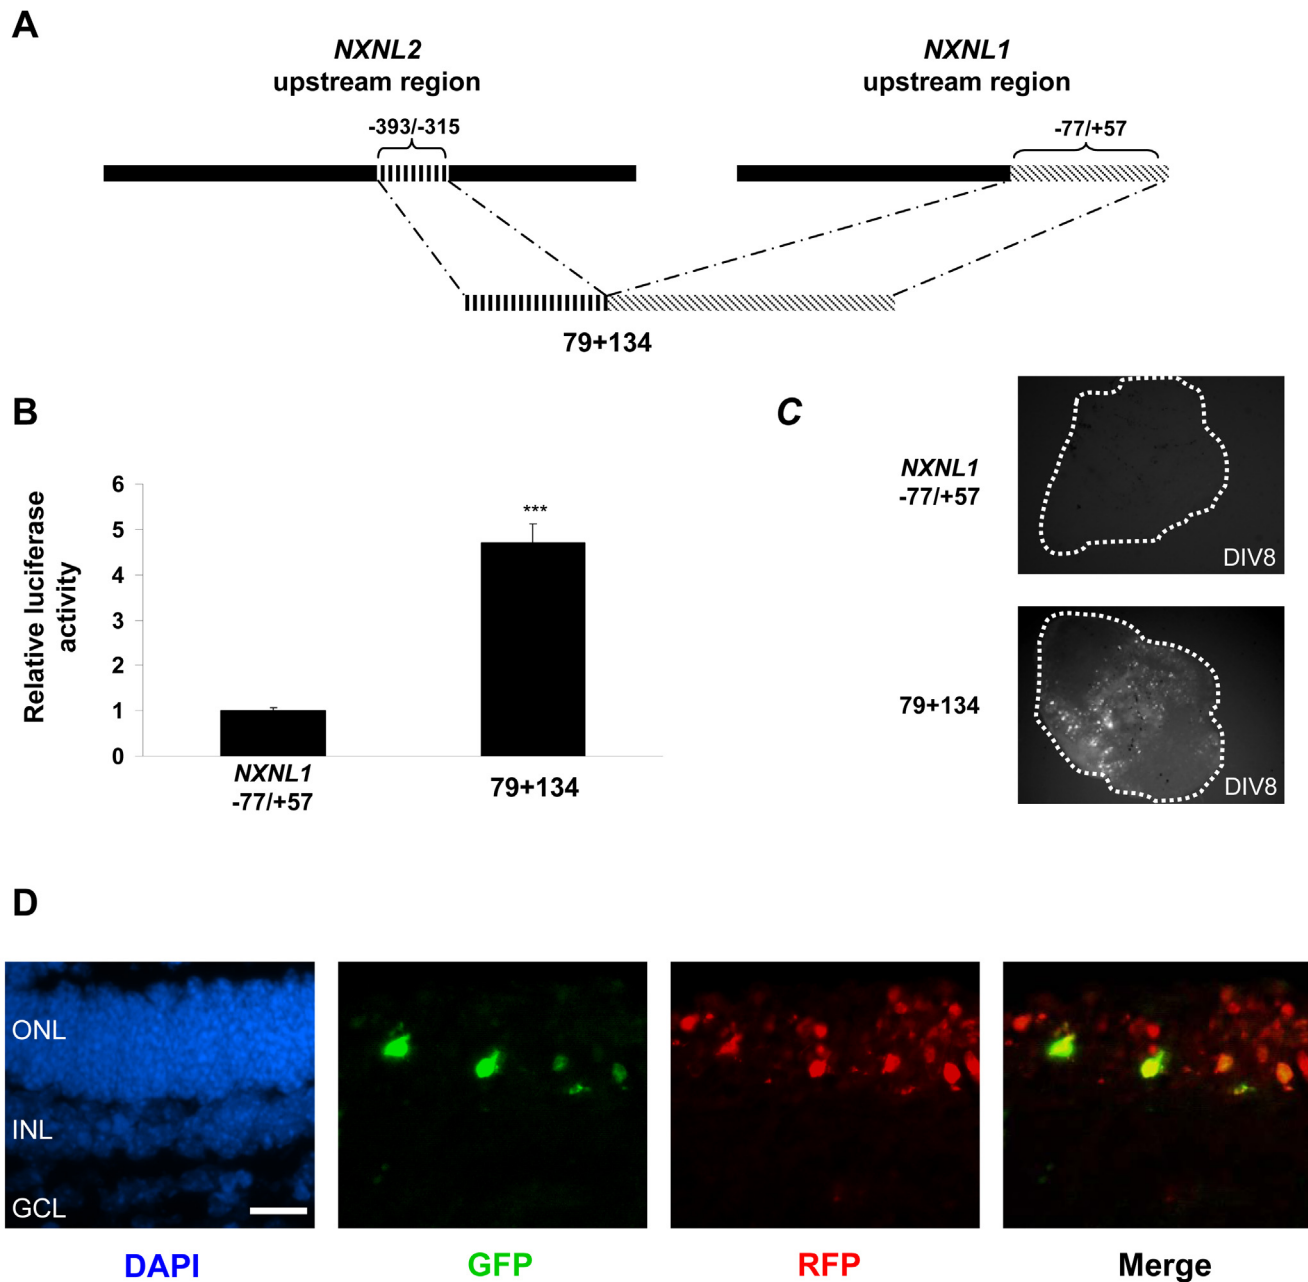 A
NXNL2
upstream region
NXNL1
upstream region
-393/-315
-77/+57
79+134
B
Relative luciferase
activity
6
5
4
3
2
1
0
***
NXNL1
-77/+57
79+134
C
NXNL1
-77/+57
DIV8
79+134
DIV8
D
ONL
INL
GCL
DAPI
GFP
RFP
Merge